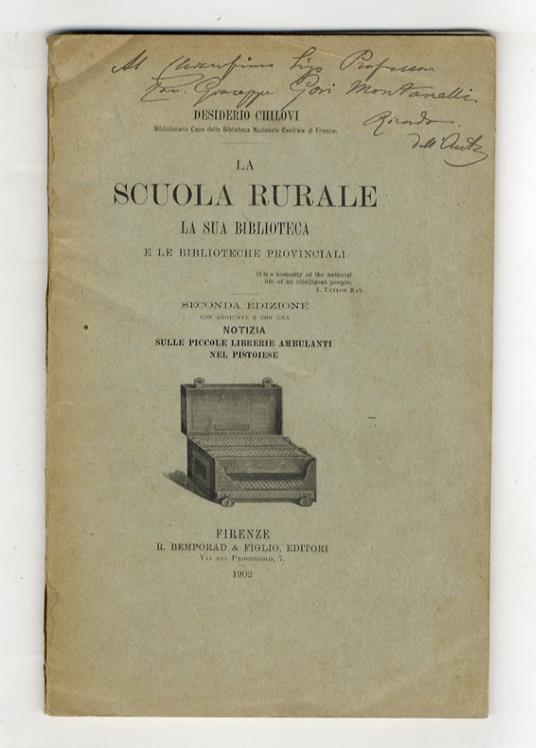 Al Chiarissimo Sigr Professore
Cav. Giuseppe Gori Montanelli
Ricordo
dell' Aut.
DESIDERIO CHILOVI
Bibliotecario Capo della Biblioteca Nazionale Centrale di Firenze.
LA
SCUOLA RURALE
LA SUA BIBLIOTECA
E LE BIBLIOTECHE PROVINCIALI
It is a necessity of the national
life of an intelligent people.
J. TAYLOR KAY.
SECONDA EDIZIONE
CON AGGIUNTE E CON UNA
NOTIZIA
SULLE PICCOLE LIBRERIE AMBULANTI
NEL PISTOIESE
FIRENZE
R. BEMPORAD & FIGLIO, EDITORI
VIA DEL PROCONSOLO, 7.
1902